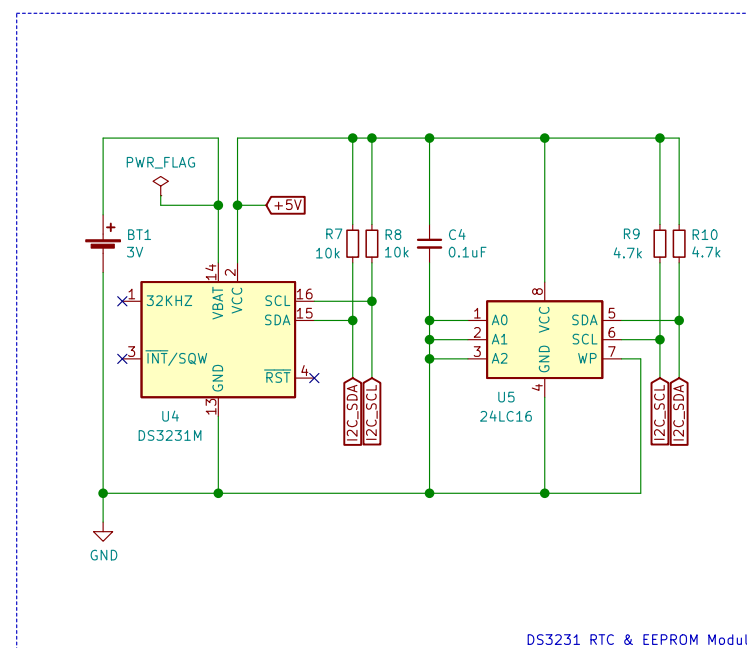 PWR_FLAG
+5V
BT1
3V
R7
10k
R8
10k
C4
0.1uF
R9
4.7k
R10
4.7k
14
VBAT
2
VCC
1
32KHZ
3
INT/SQW
SCL
16
SDA
15
RST
4
GND
13
U4
DS3231M
I2C_SDA
I2C_SCL
8
VCC
1
A0
2
A1
3
A2
SDA
5
SCL
6
WP
7
GND
4
U5
24LC16
I2C_SCL
I2C_SDA
GND
DS3231 RTC & EEPROM Modul